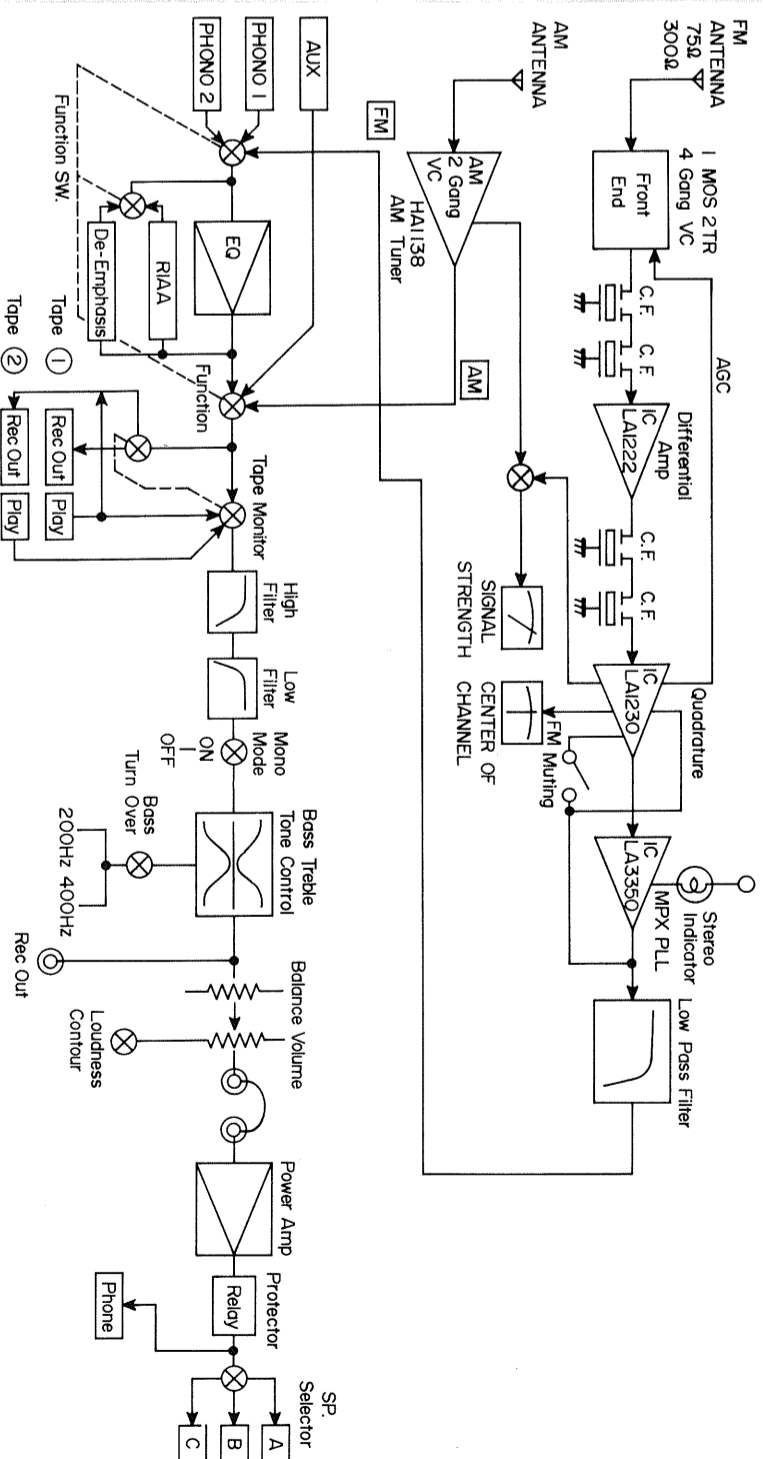 FM
ANTENNA
75Ω
300Ω
1 MOS 2TR
4 Gang VC
Front
End
C.F.
C.F.
AGC
Differential
Amp
IC
LA1222
C.F.
C.F.
Quadrature
IC
LA1230
FM Muting
IC
LA3350
MPX PLL
Stereo
Indicator
Low Pass Filter
AM
ANTENNA
AM
2 Gang
VC
HA1138
AM Tuner
SIGNAL
STRENGTH
CENTER OF
CHANNEL
FM
AM
AUX
PHONO 1
PHONO 2
Function SW.
EQ
RIAA
De-Emphasis
Function
Tape Monitor
Tape 1
Tape 2
Rec Out
Play
Rec Out
Play
High
Filter
Low
Filter
Mono
Mode
ON
OFF
Bass Treble
Tone Control
Bass
Turn Over
200Hz 400Hz
Rec Out
Balance Volume
Loudness
Contour
Power Amp
Protector
Relay
Phone
SP.
Selector
A
B
C